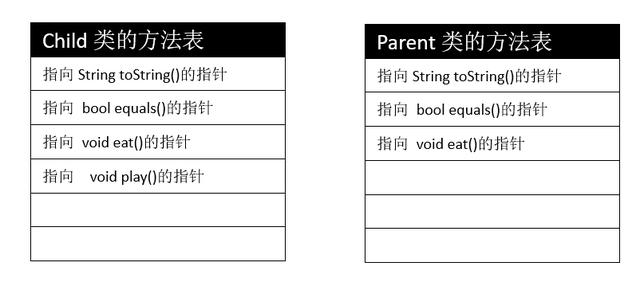 Child 类的方法表
指向 String toString()的指针
指向 bool equals()的指针
指向 void eat()的指针
指向 void play()的指针
Parent 类的方法表
指向 String toString()的指针
指向 bool equals()的指针
指向 void eat()的指针